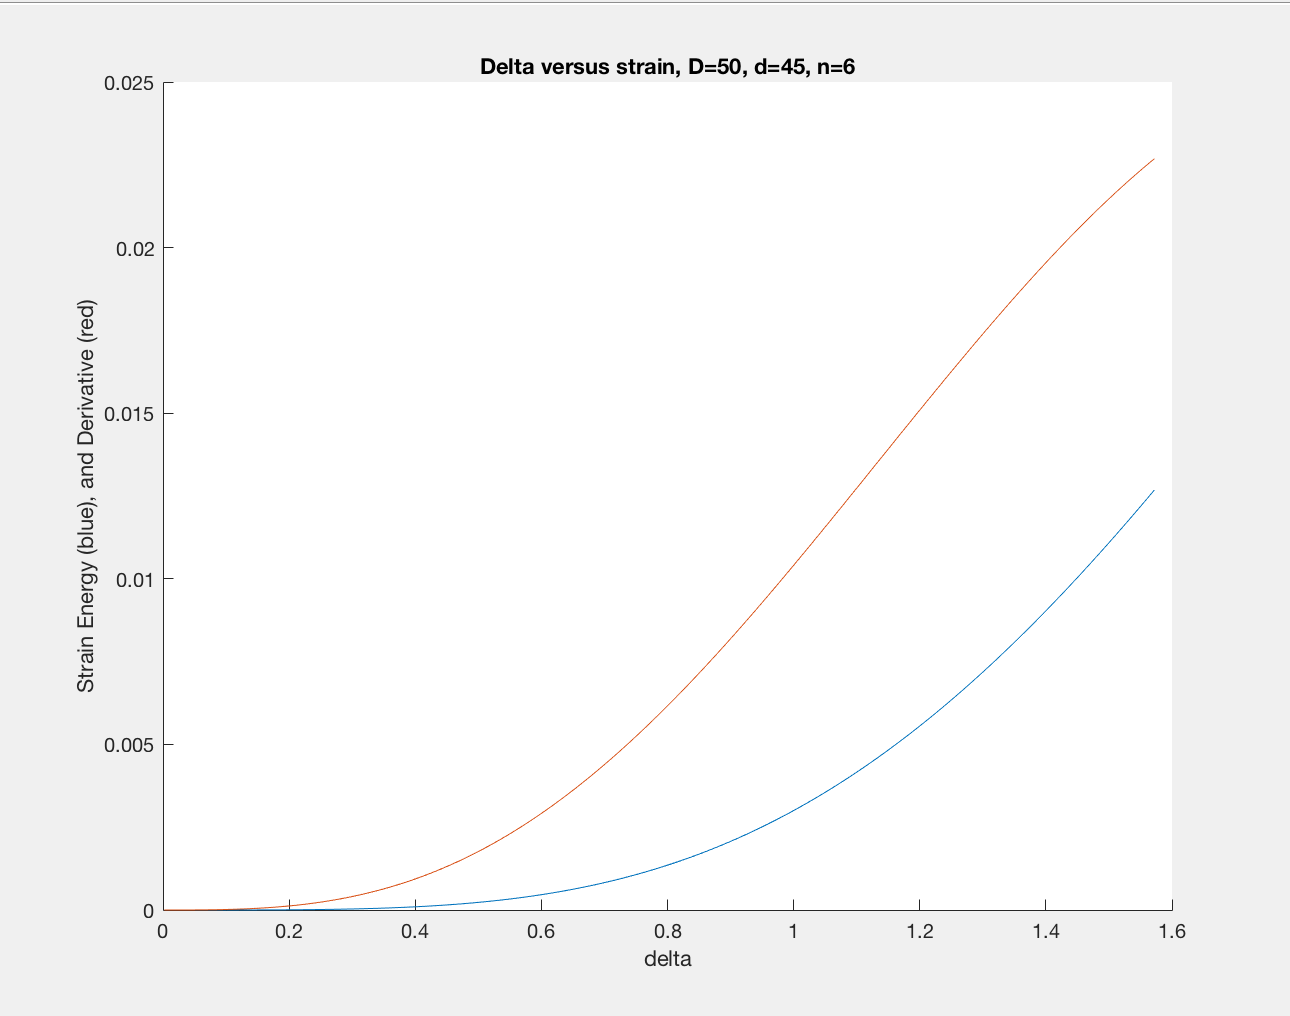 Delta versus strain, D=50, d=45, n=6
0.025
0.02
0.015
0.01
0.005
0
Strain Energy (blue), and Derivative (red)
0 0.2 0.4 0.6 0.8 1 1.2 1.4 1.6
delta